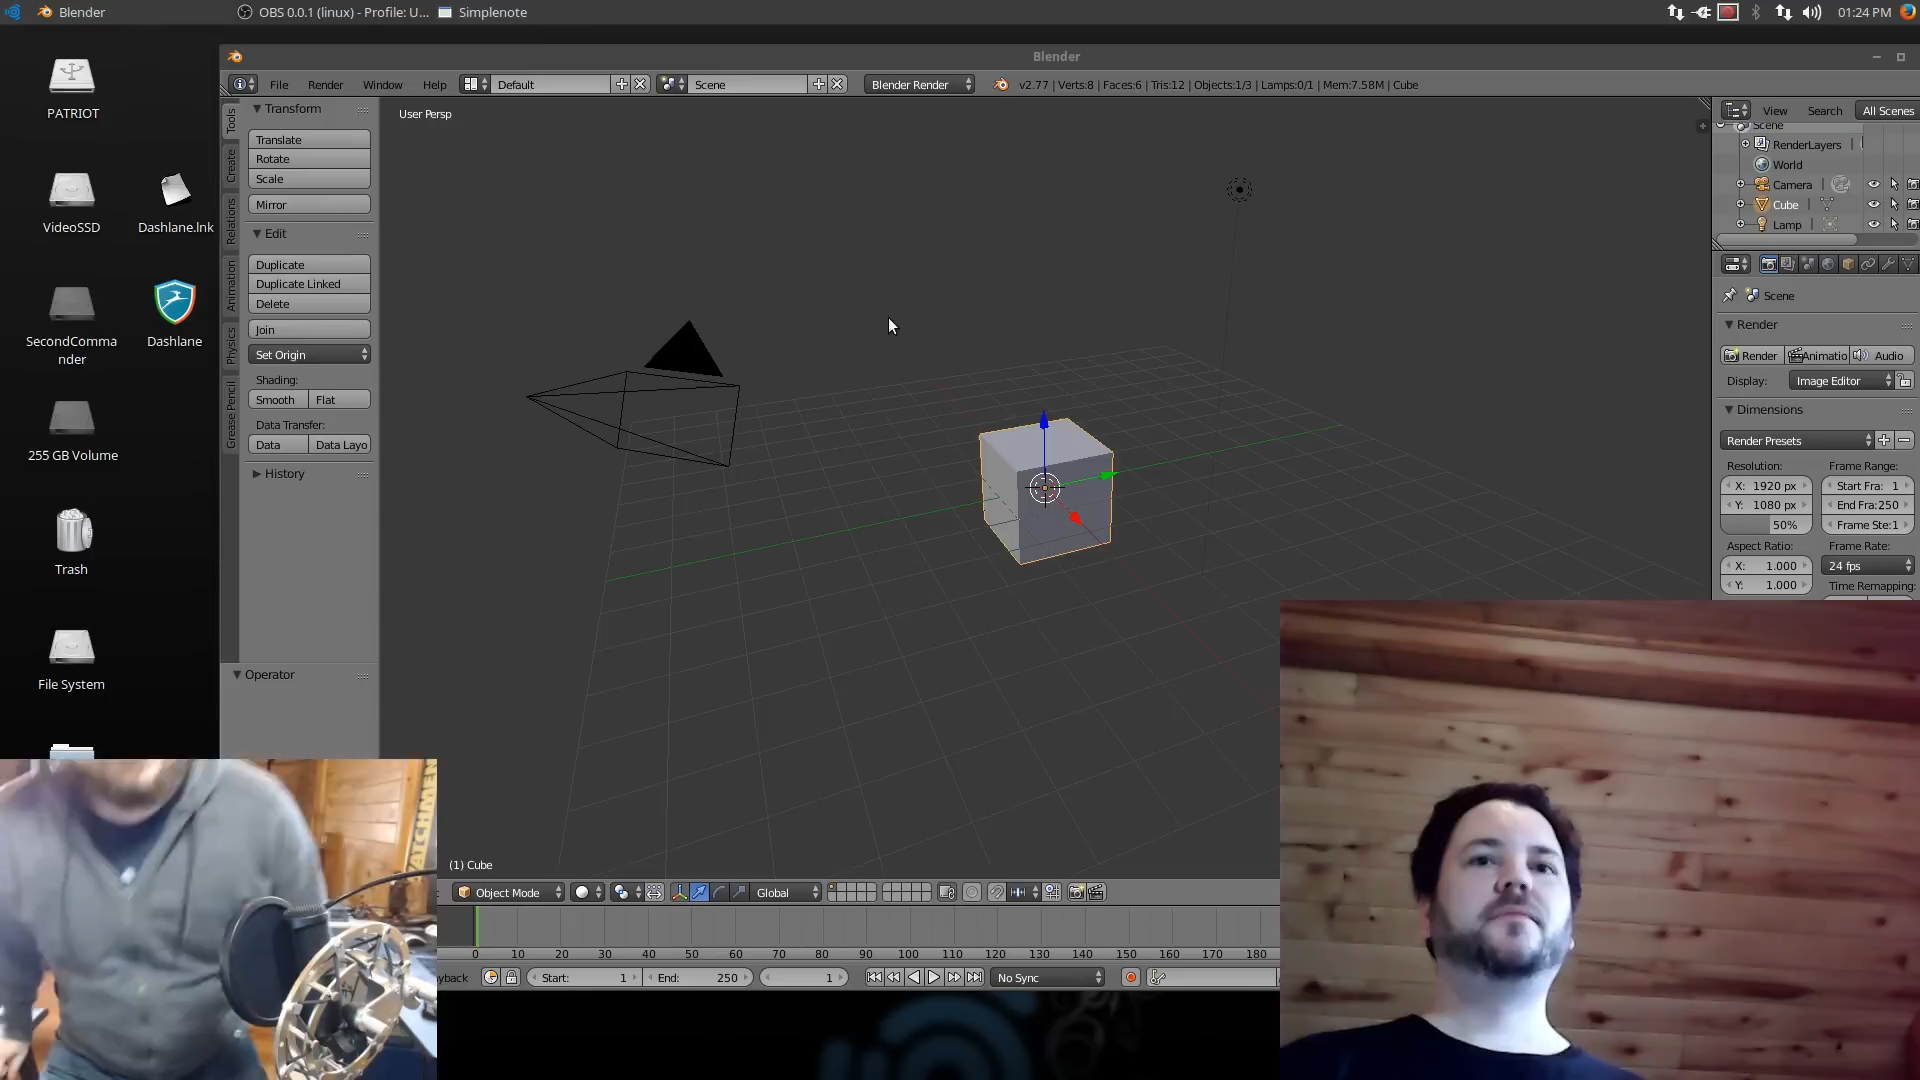 Blender
OBS 0.0.1 (linux) - Profile: U...
Simplenote
01:24 PM
Blender
File Render Window Help
Default
Scene
Blender Render
v2.77 | Verts:8 | Faces:6 | Tris:12 | Objects:1/3 | Lamps:0/1 | Mem:7.58M | Cube
PATRIOT
VideoSSD
Dashlane.lnk
SecondComma
nder
Dashlane
255 GB Volume
Trash
File System
Tools
Create
Relations
Animation
Physics
Grease Pencil
Transform
Translate
Rotate
Scale
Mirror
Edit
Duplicate
Duplicate Linked
Delete
Join
Set Origin
Shading:
Smooth Flat
Data Transfer:
Data Data Layo
History
Operator
User Persp
(1) Cube
View Search All Scenes
Scene
RenderLayers
World
Camera
Cube
Lamp
Scene
Render
Render Animatio Audio
Display: Image Editor
Dimensions
Render Presets
Resolution: Frame Range:
X: 1920 px Start Fra: 1
Y: 1080 px End Fra:250
50% Frame Ste:1
Aspect Ratio: Frame Rate:
X: 1.000 24 fps
Y: 1.000 Time Remapping:
Object Mode
Global
0 10 20 30 40 50 60 70 80 90 100 110 120 130 140 150 160 170 180
yback
Start: 1
End: 250
1
No Sync
ATCHMEN